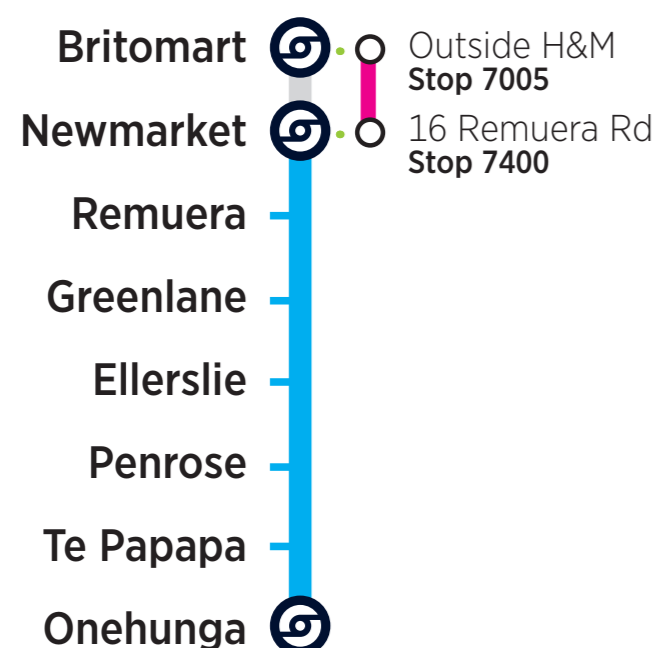 Britomart
Outside H&M
Stop 7005
Newmarket
16 Remuera Rd
Stop 7400
Remuera
Greenlane
Ellerslie
Penrose
Te Papapa
Onehunga